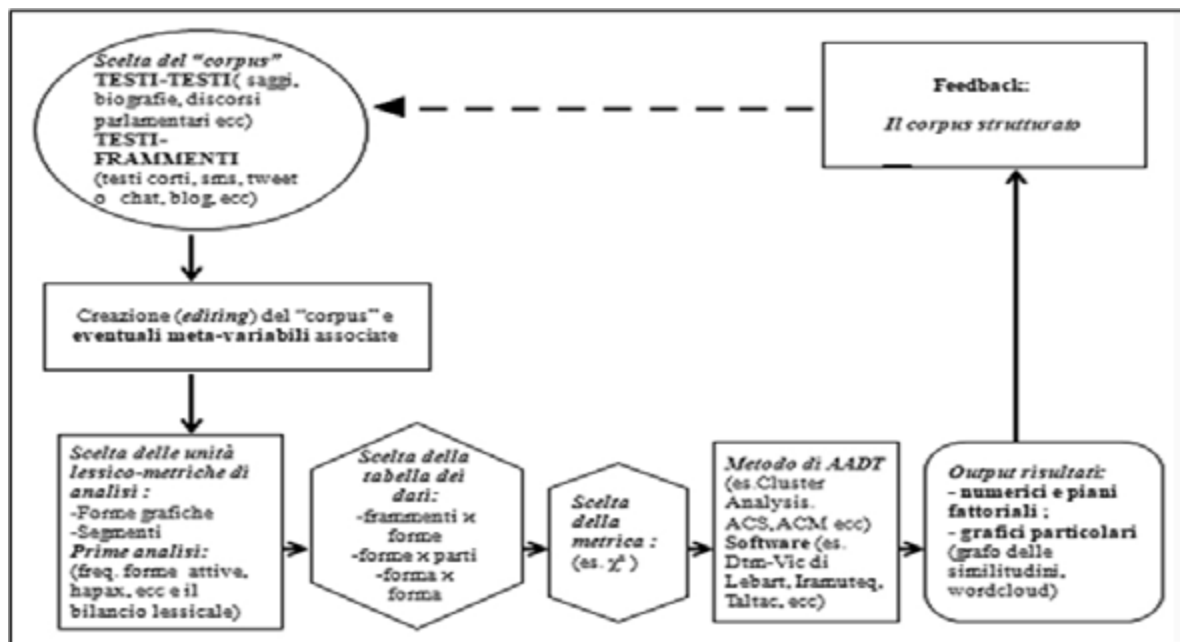 Scelta del "corpus"
TESTI-TESTI( saggi,
biografie, discorsi
parlamentari ecc)
TESTI-
FRAMMENTI
(testi corti, sms, tweet
o chat, blog, ecc)
Feedback:
Il corpus strutturato
Creazione (editing) del "corpus" e
eventuali meta-variabili associate
Scelta delle unità
lessico-metriche di
analisi :
-Forme grafiche
-Segmenti
Prime analisi:
(freq. forme attive,
hapax, ecc e il
bilancio lessicale)
Scelta della
tabella dei
dati:
-frammenti x
forme
-forme x parti
-forma x
forma
Scelta
della
metrica :
(es. χ² )
Metodo di AADT
(es.Cluster
Analysis.
ACS, ACM ecc)
Software (es.
Dtm-Vic di
Lebart, Iramuteq,
Taltac, ecc)
Output risultati:
- numerici e piani
fattoriali ;
- grafici particolari
(grafo delle
similitudini,
wordcloud)